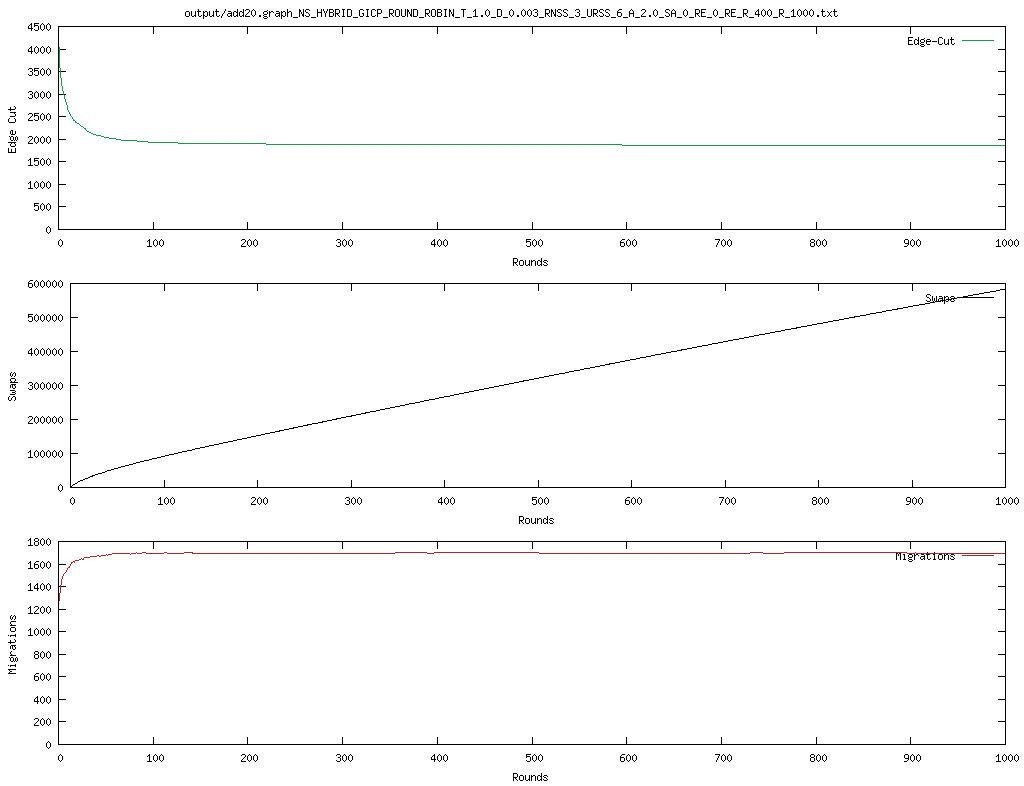 output/add20.graph_NS_HYBRID_GICP_ROUND_ROBIN_T_1.0_D_0.003_RNSS_3_URSS_6_A_2.0_SA_0_RE_0_RE_R_400_R_1000.txt
4500
4000
3500
3000
2500
2000
1500
1000
500
0
Edge Cut
Edge-Cut
0 100 200 300 400 500 600 700 800 900 1000
Rounds
600000
500000
400000
300000
200000
100000
0
Swaps
Swaps
0 100 200 300 400 500 600 700 800 900 1000
Rounds
1800
1600
1400
1200
1000
800
600
400
200
0
Migrations
Migrations
0 100 200 300 400 500 600 700 800 900 1000
Rounds